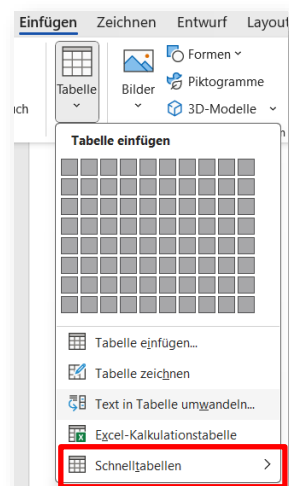 Einfügen Zeichnen Entwurf Layout
Formen
Piktogramme
3D-Modelle
Tabelle
Bilder
Tabelle einfügen
Tabelle einfügen...
Tabelle zeichnen
Text in Tabelle umwandeln...
Excel-Kalkulationstabelle
Schnelltabellen